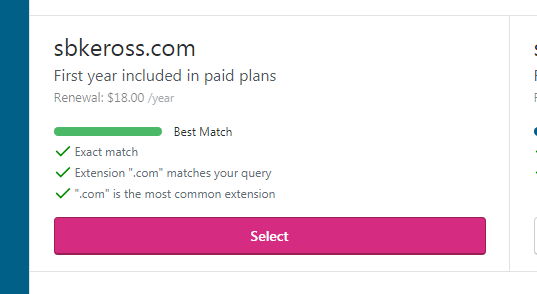 sbkeross.com
First year included in paid plans
Renewal: $18.00 /year
Best Match
Exact match
Extension ".com" matches your query
".com" is the most common extension
Select